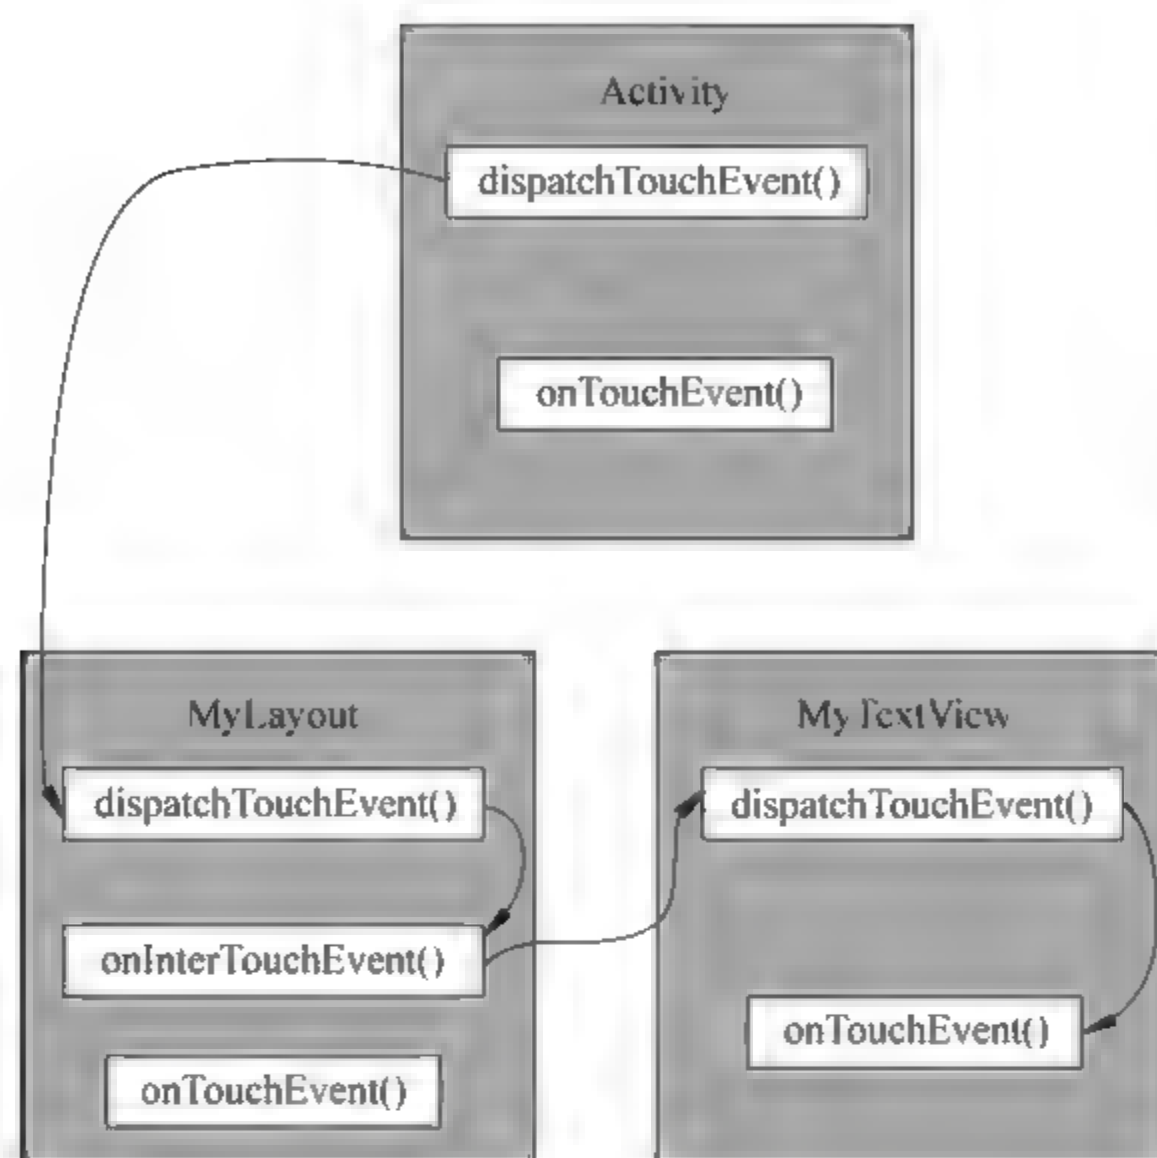 Activity
dispatchTouchEvent()
onTouchEvent()
MyLayout
dispatchTouchEvent()
onInterTouchEvent()
onTouchEvent()
MyTextView
dispatchTouchEvent()
onTouchEvent()